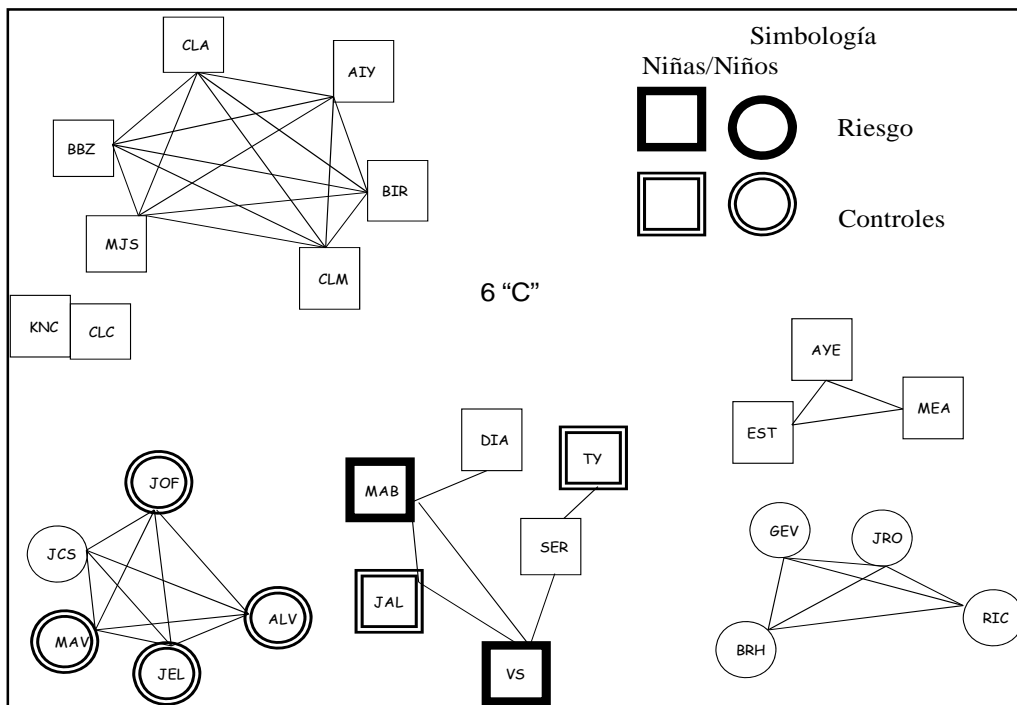 Simbología
Niñas/Niños
Riesgo
Controles
CLA
AIY
BBZ
BIR
MJS
CLM
KNC
CLC
6 “C”
AYE
MEA
EST
DIA
TY
MAB
SER
JAL
VS
JOF
JCS
MAV
ALV
JEL
GEV
JRO
RIC
BRH